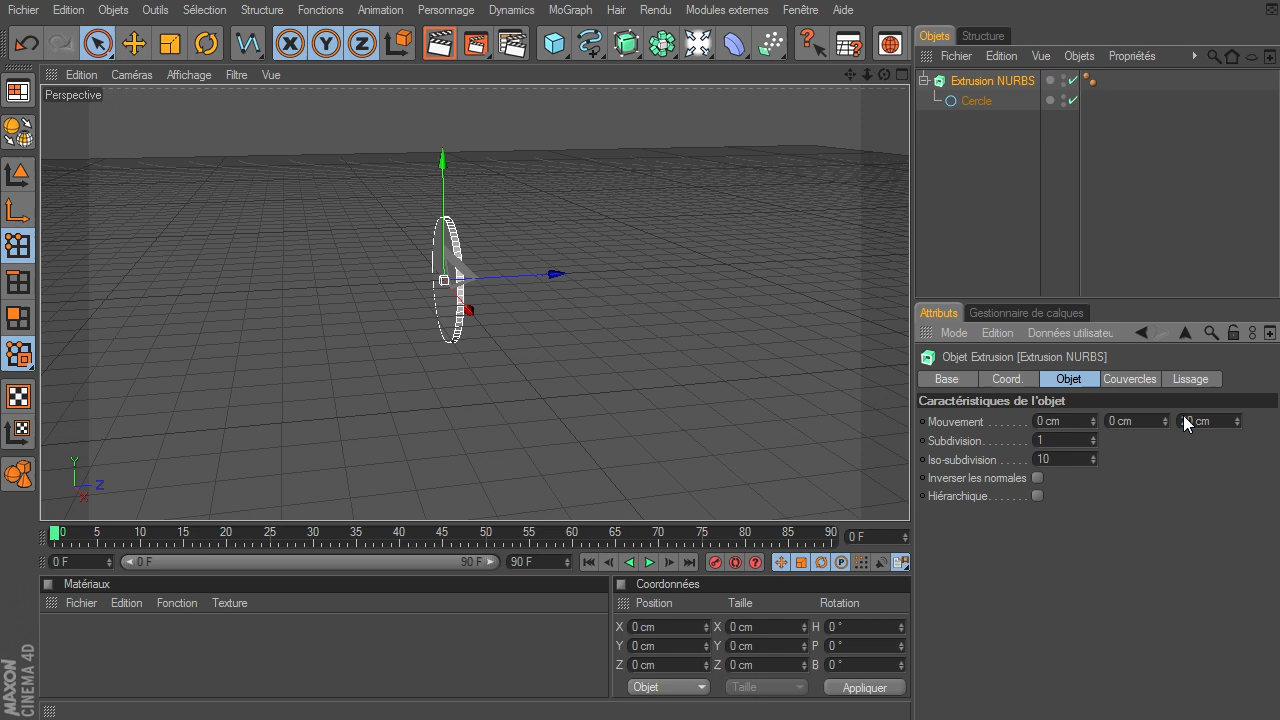 Fichier Edition Objets Outils Sélection Structure Fonctions Animation Personnage Dynamics MoGraph Hair Rendu Modules externes Fenêtre Aide
Objets Structure
Fichier Edition Vue Objets Propriétés
Edition Caméras Affichage Filtre Vue
Perspective
Extrusion NURBS
Cercle
Y
Z
X
Attributs Gestionnaire de calques
Mode Edition Données utilisateu
Objet Extrusion [Extrusion NURBS]
Base Coord. Objet Couvercles Lissage
Caractéristiques de l'objet
Mouvement . . . . . . . 0 cm 0 cm cm
Subdivision. . . . . . . 1
Iso-subdivision . . . . . 10
Inverser les normales
Hiérarchique. . . . . . .
0 5 10 15 20 25 30 35 40 45 50 55 60 65 70 75 80 85 90 0 F
0 F 0 F 90 F 90 F
Matériaux
Fichier Edition Fonction Texture
Coordonnées
Position Taille Rotation
X 0 cm X 0 cm H 0 °
Y 0 cm Y 0 cm P 0 °
Z 0 cm Z 0 cm B 0 °
Objet Taille Appliquer
MAXON
CINEMA 4D